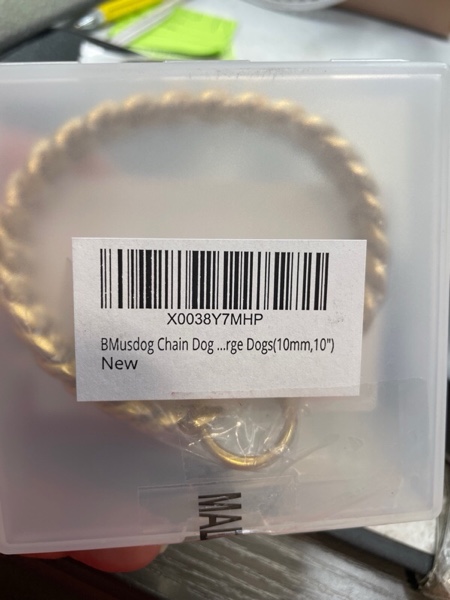 X0038Y7MHP
BMusdog Chain Dog ...rge Dogs(10mm,10")
New